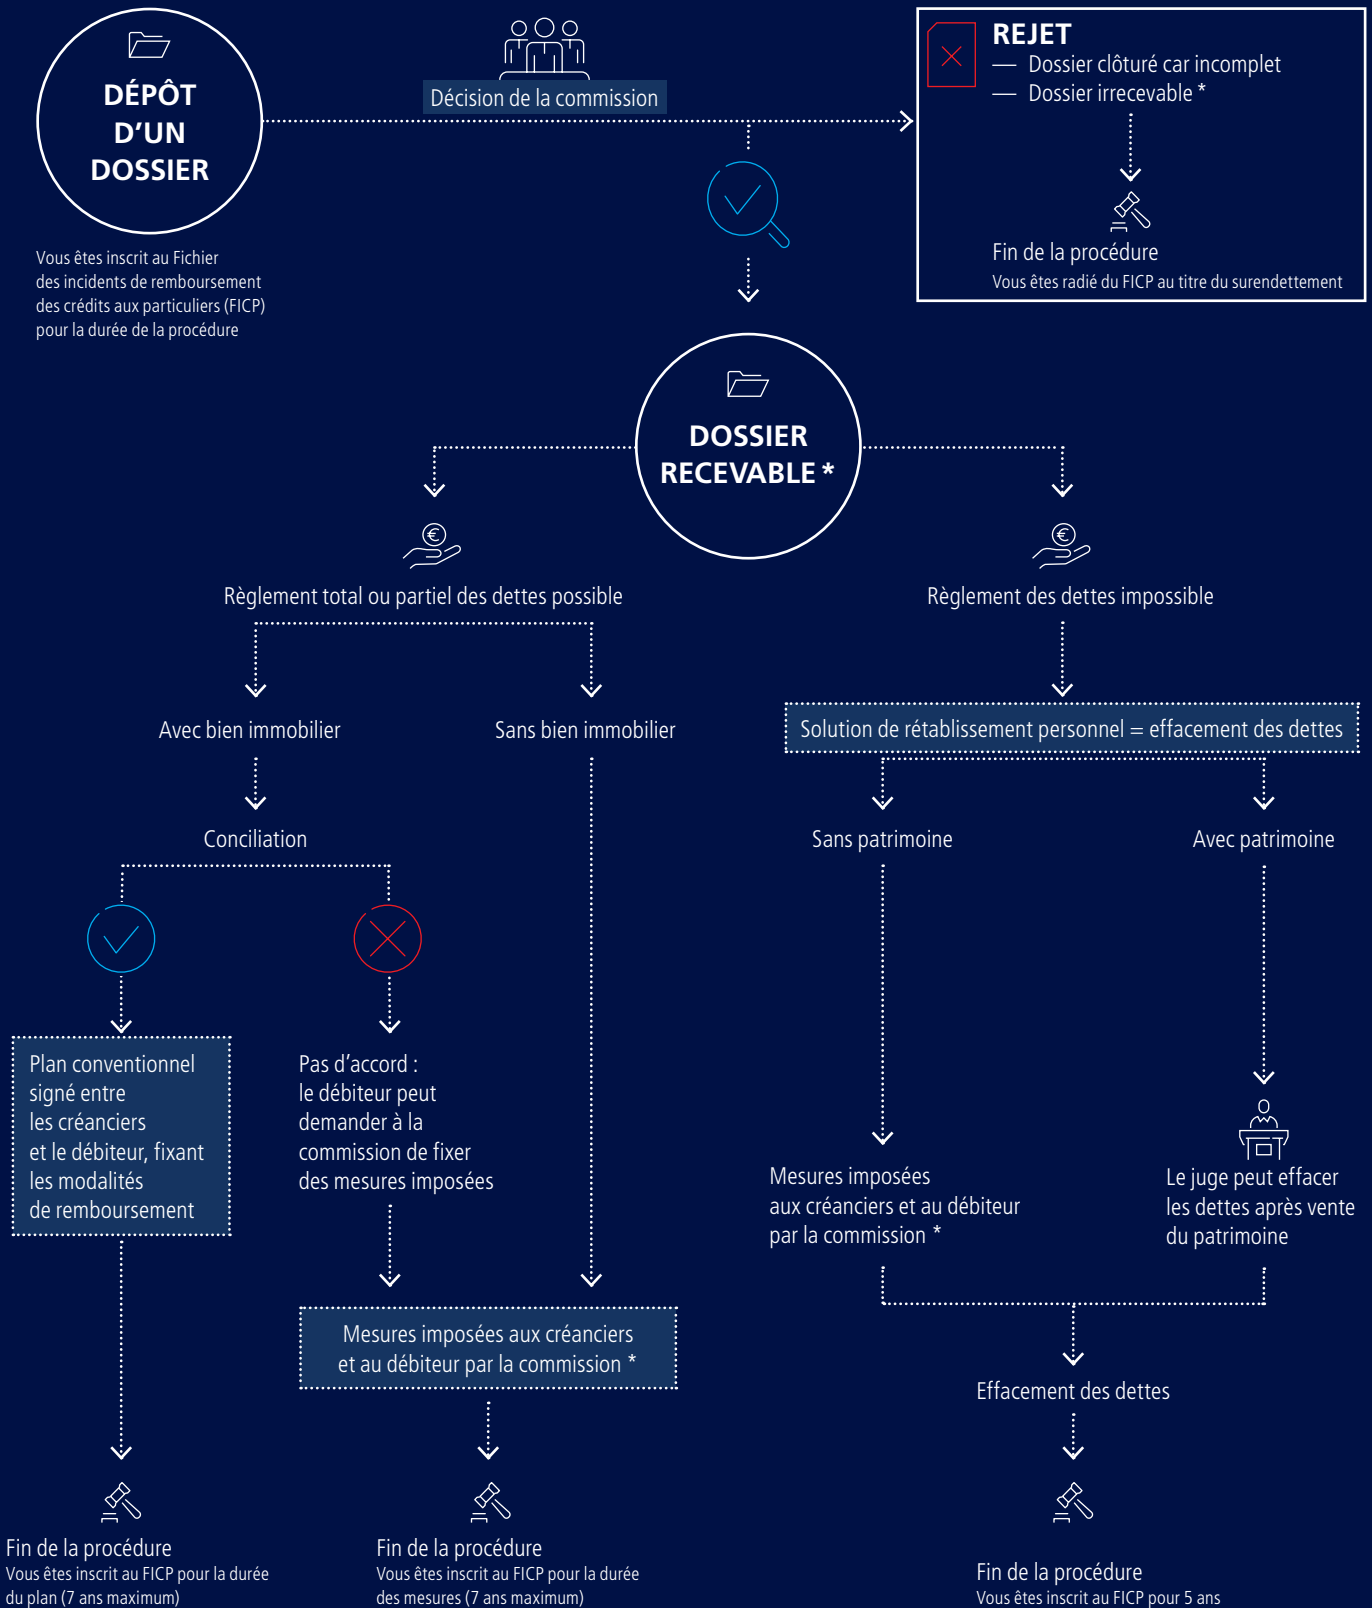 DÉPÔT
D’UN
DOSSIER
Vous êtes inscrit au Fichier
des incidents de remboursement
des crédits aux particuliers (FICP)
pour la durée de la procédure
Décision de la commission
REJET
— Dossier clôturé car incomplet
— Dossier irrecevable *
Fin de la procédure
Vous êtes radié du FICP au titre du surendettement
DOSSIER
RECEVABLE *
Règlement total ou partiel des dettes possible
Règlement des dettes impossible
Avec bien immobilier
Sans bien immobilier
Solution de rétablissement personnel = effacement des dettes
Conciliation
Sans patrimoine
Avec patrimoine
Plan conventionnel
signé entre
les créanciers
et le débiteur, fixant
les modalités
de remboursement
Pas d’accord :
le débiteur peut
demander à la
commission de fixer
des mesures imposées
Mesures imposées
aux créanciers et au débiteur
par la commission *
Le juge peut effacer
les dettes après vente
du patrimoine
Mesures imposées aux créanciers
et au débiteur par la commission *
Effacement des dettes
Fin de la procédure
Vous êtes inscrit au FICP pour la durée
du plan (7 ans maximum)
Fin de la procédure
Vous êtes inscrit au FICP pour la durée
des mesures (7 ans maximum)
Fin de la procédure
Vous êtes inscrit au FICP pour 5 ans